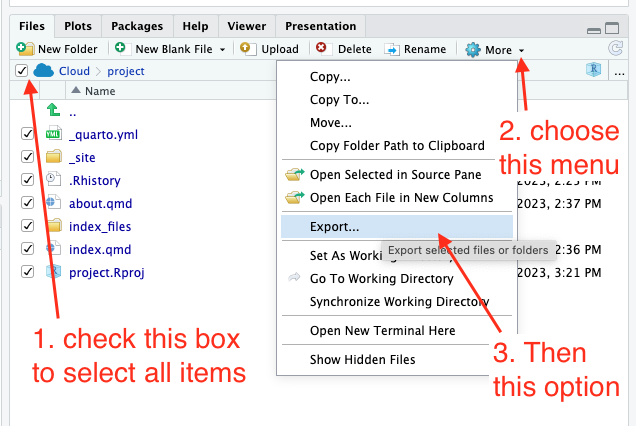 Files Plots Packages Help Viewer Presentation
New Folder New Blank File Upload Delete Rename More
Cloud project R ...
Name
..
_quarto.yml
_site
.Rhistory
about.qmd
index_files
index.qmd
project.Rproj
Copy...
Copy To...
Move...
Copy Folder Path to Clipboard
Open Selected in Source Pane
Open Each File in New Columns
Export...
Export selected files or folders
Set As Working
Go To Working Directory
Synchronize Working Directory
Open New Terminal Here
Show Hidden Files
2023, 2:37 PM
2023, 2:36 PM
2023, 3:21 PM
1. check this box
to select all items
2. choose
this menu
3. Then
this option